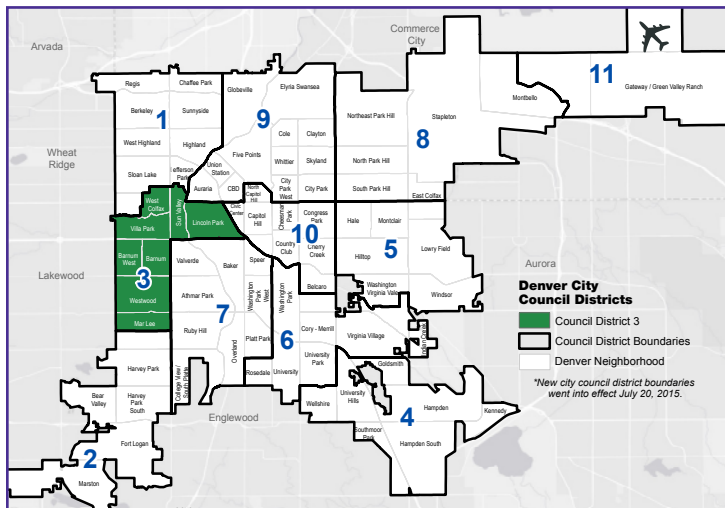 Arvada
Commerce
City
11
Regis
Chaffee Park
Globeville
Elyria Swansea
Gateway / Green Valley Ranch
Montbello
Berkeley
Sunnyside
1
9
Northeast Park Hill
Stapleton
8
West Highland
Highland
Cole
Clayton
Wheat
Ridge
Five Points
Whittier
Skyland
North Park Hill
Sloan Lake
Jefferson
Park
Union
Station
Auraria
CBD
North
Capitol
Hill
City
Park
West
City Park
South Park Hill
East Colfax
West
Colfax
Sun Valley
Lincoln Park
Civic
Center
Capitol
Hill
Cheesman
Park
Congress
Park
Hale
Montclair
Villa Park
10
Country
Club
Cherry
Creek
Hilltop
5
Lowry Field
Barnum
West
Barnum
Valverde
Baker
Speer
Aurora
Lakewood
3
Washington
Virginia Vale
Windsor
Westwood
Athmar Park
7
Washington
Park
West
Washington
Park
Belcaro
Mar Lee
Ruby Hill
Overland
Platt Park
6
Cory - Merrill
Virginia Village
Indian Creek
University
Park
Rosedale
University
Goldsmith
Harvey Park
College View /
South Platte
Bear
Valley
Harvey
Park
South
Englewood
Wellshire
University
Hills
4
Hampden
Kennedy
Southmoor
Park
Hampden South
Fort Logan
2
Marston
Denver City
Council Districts
Council District 3
Council District Boundaries
Denver Neighborhood
*New city council district boundaries
went into effect July 20, 2015.